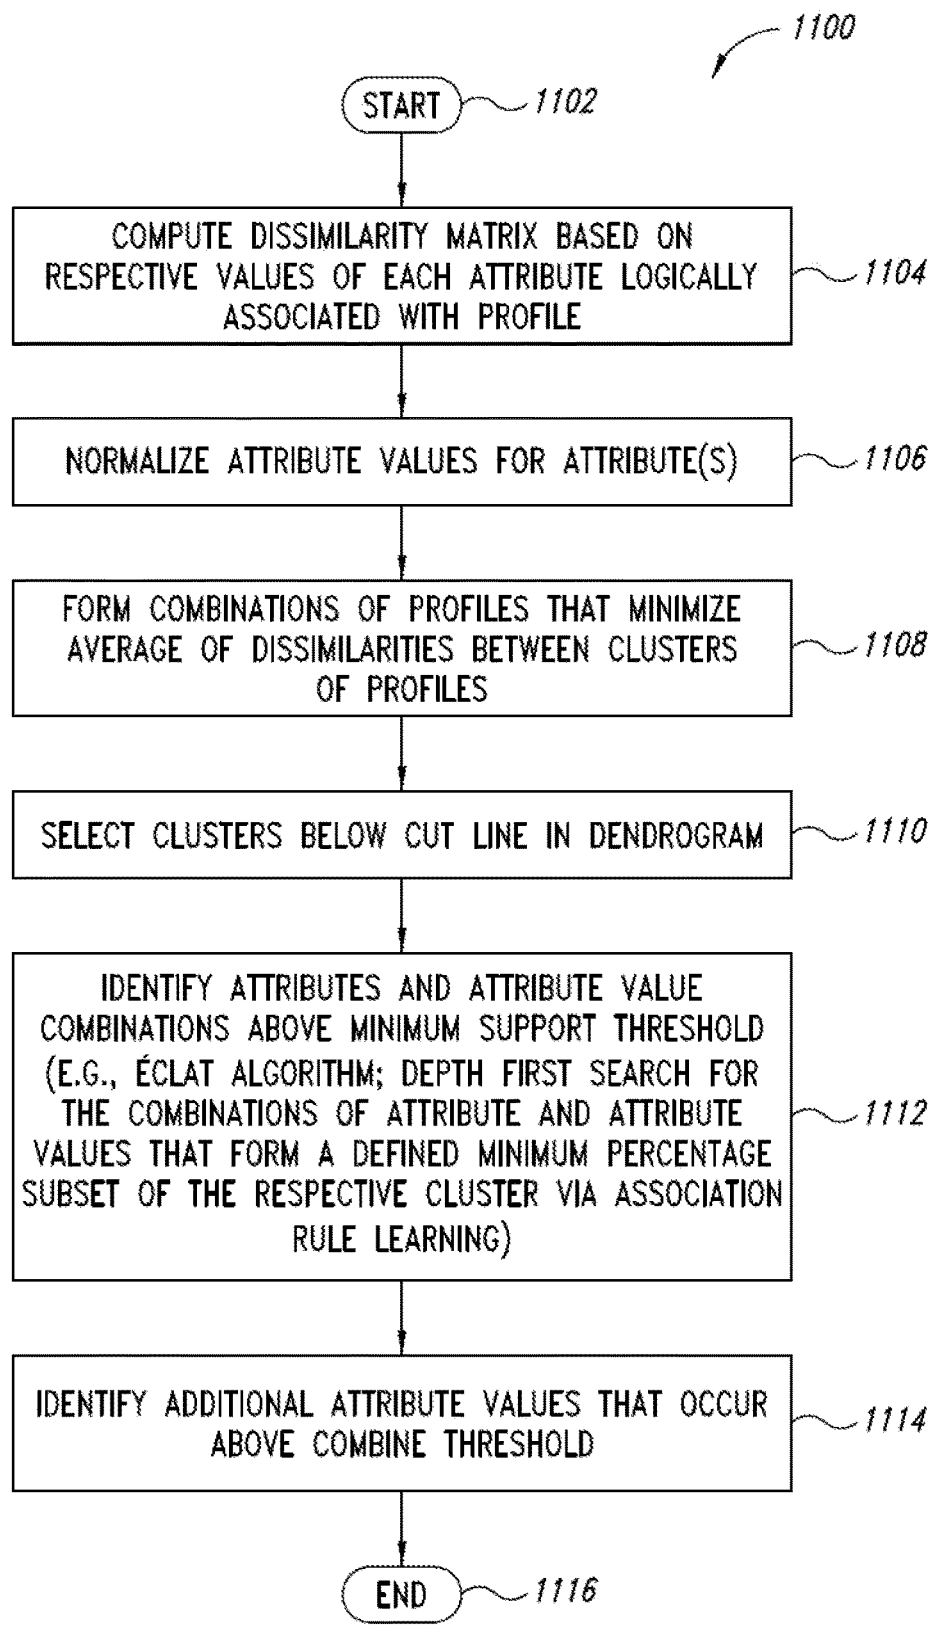 1100
START
1102
COMPUTE DISSIMILARITY MATRIX BASED ON
RESPECTIVE VALUES OF EACH ATTRIBUTE LOGICALLY
ASSOCIATED WITH PROFILE
1104
NORMALIZE ATTRIBUTE VALUES FOR ATTRIBUTE(S)
1106
FORM COMBINATIONS OF PROFILES THAT MINIMIZE
AVERAGE OF DISSIMILARITIES BETWEEN CLUSTERS
OF PROFILES
1108
SELECT CLUSTERS BELOW CUT LINE IN DENDROGRAM
1110
IDENTIFY ATTRIBUTES AND ATTRIBUTE VALUE
COMBINATIONS ABOVE MINIMUM SUPPORT THRESHOLD
(E.G., ÉCLAT ALGORITHM; DEPTH FIRST SEARCH FOR
THE COMBINATIONS OF ATTRIBUTE AND ATTRIBUTE
VALUES THAT FORM A DEFINED MINIMUM PERCENTAGE
SUBSET OF THE RESPECTIVE CLUSTER VIA ASSOCIATION
RULE LEARNING)
1112
IDENTIFY ADDITIONAL ATTRIBUTE VALUES THAT OCCUR
ABOVE COMBINE THRESHOLD
1114
END
1116